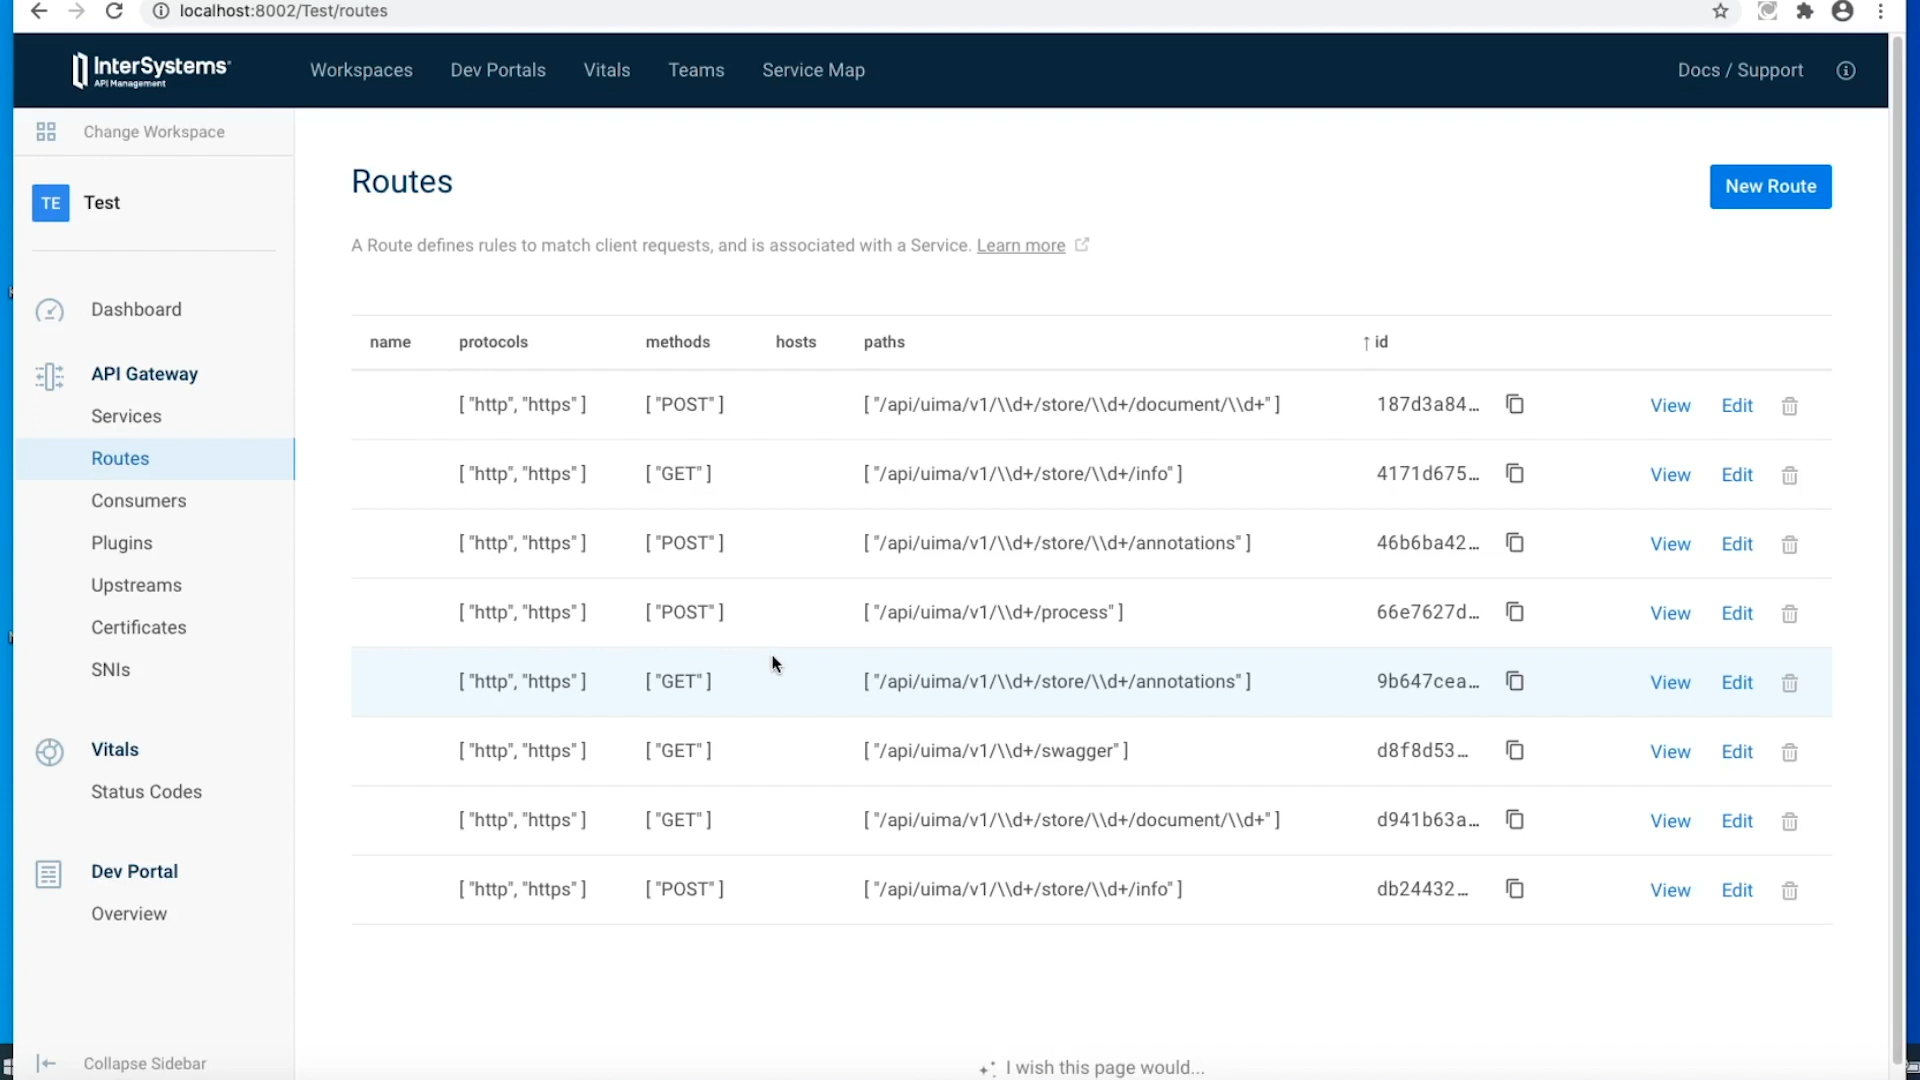 localhost:8002/Test/routes
InterSystems
API Management
Workspaces Dev Portals Vitals Teams Service Map Docs / Support
Change Workspace
TE Test
Routes
New Route
A Route defines rules to match client requests, and is associated with a Service. Learn more
Dashboard
API Gateway
Services
Routes
Consumers
Plugins
Upstreams
Certificates
SNIs
Vitals
Status Codes
Dev Portal
Overview
Collapse Sidebar
name protocols methods hosts paths ↑ id
[ "http", "https" ] [ "POST" ] [ "/api/uima/v1/\\d+/store/\\d+/document/\\d+" ] 187d3a84... View Edit
[ "http", "https" ] [ "GET" ] [ "/api/uima/v1/\\d+/store/\\d+/info" ] 4171d675... View Edit
[ "http", "https" ] [ "POST" ] [ "/api/uima/v1/\\d+/store/\\d+/annotations" ] 46b6ba42... View Edit
[ "http", "https" ] [ "POST" ] [ "/api/uima/v1/\\d+/process" ] 66e7627d... View Edit
[ "http", "https" ] [ "GET" ] [ "/api/uima/v1/\\d+/store/\\d+/annotations" ] 9b647cea... View Edit
[ "http", "https" ] [ "GET" ] [ "/api/uima/v1/\\d+/swagger" ] d8f8d53... View Edit
[ "http", "https" ] [ "GET" ] [ "/api/uima/v1/\\d+/store/\\d+/document/\\d+" ] d941b63a... View Edit
[ "http", "https" ] [ "POST" ] [ "/api/uima/v1/\\d+/store/\\d+/info" ] db24432... View Edit
I wish this page would...